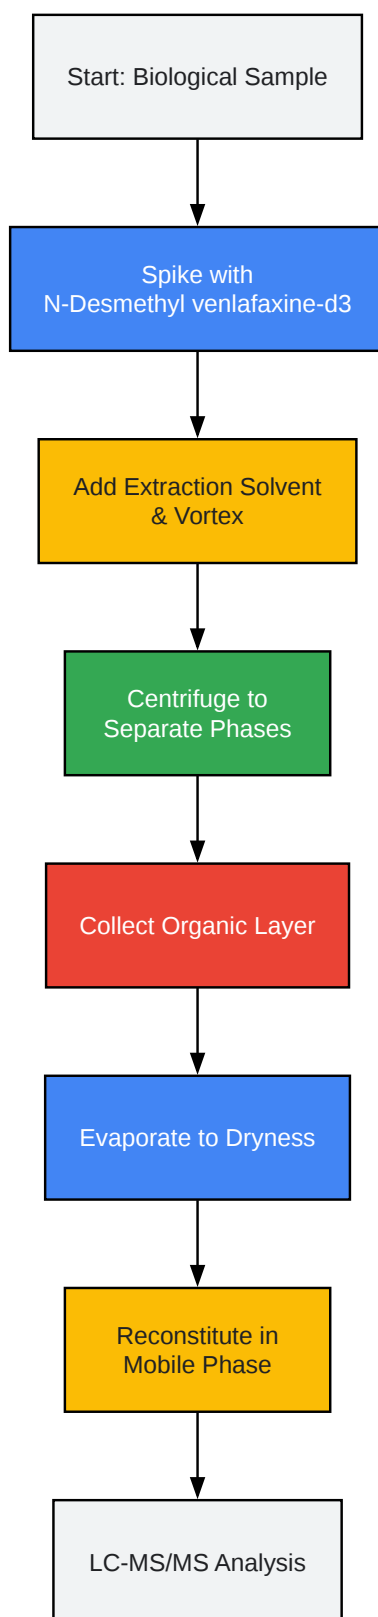 Start: Biological Sample
Spike with
N-Desmethyl venlafaxine-d3
Add Extraction Solvent
& Vortex
Centrifuge to
Separate Phases
Collect Organic Layer
Evaporate to Dryness
Reconstitute in
Mobile Phase
LC-MS/MS Analysis